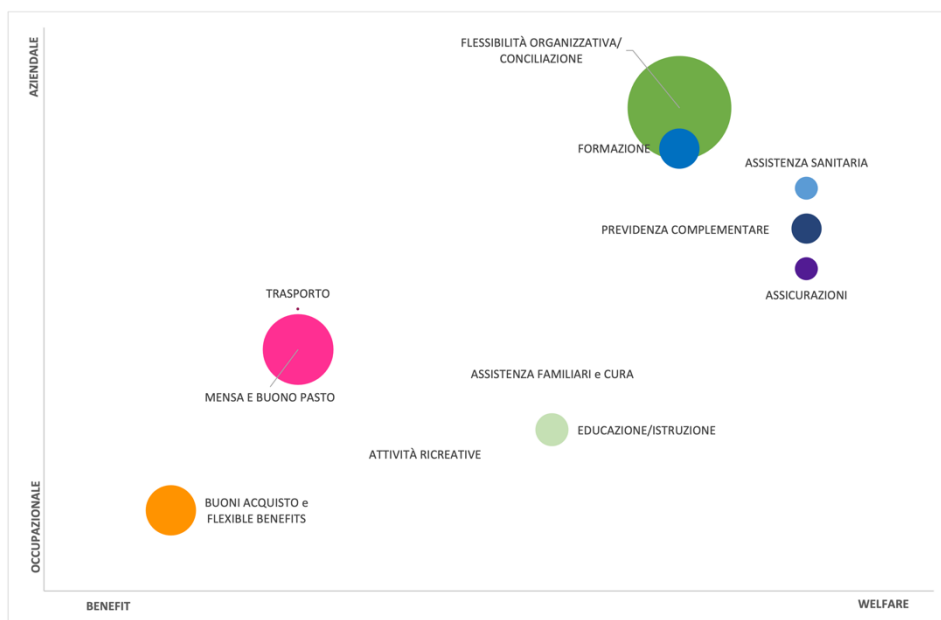 AZIENDALE
FLESSIBILITÀ ORGANIZZATIVA/
CONCILIAZIONE
FORMAZIONE
ASSISTENZA SANITARIA
PREVIDENZA COMPLEMENTARE
ASSICURAZIONI
TRASPORTO
MENSA E BUONO PASTO
ASSISTENZA FAMILIARI e CURA
EDUCAZIONE/ISTRUZIONE
ATTIVITÀ RICREATIVE
BUONI ACQUISTO e
FLEXIBLE BENEFITS
OCCUPAZIONALE
BENEFIT
WELFARE